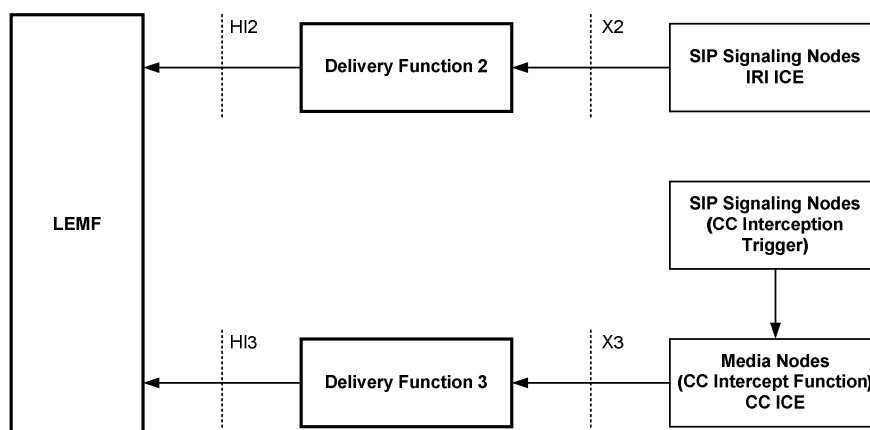 HI2
X2
Delivery Function 2
SIP Signaling Nodes
IRI ICE
LEMF
SIP Signaling Nodes
(CC Interception
Trigger)
HI3
X3
Delivery Function 3
Media Nodes
(CC Intercept Function)
CC ICE